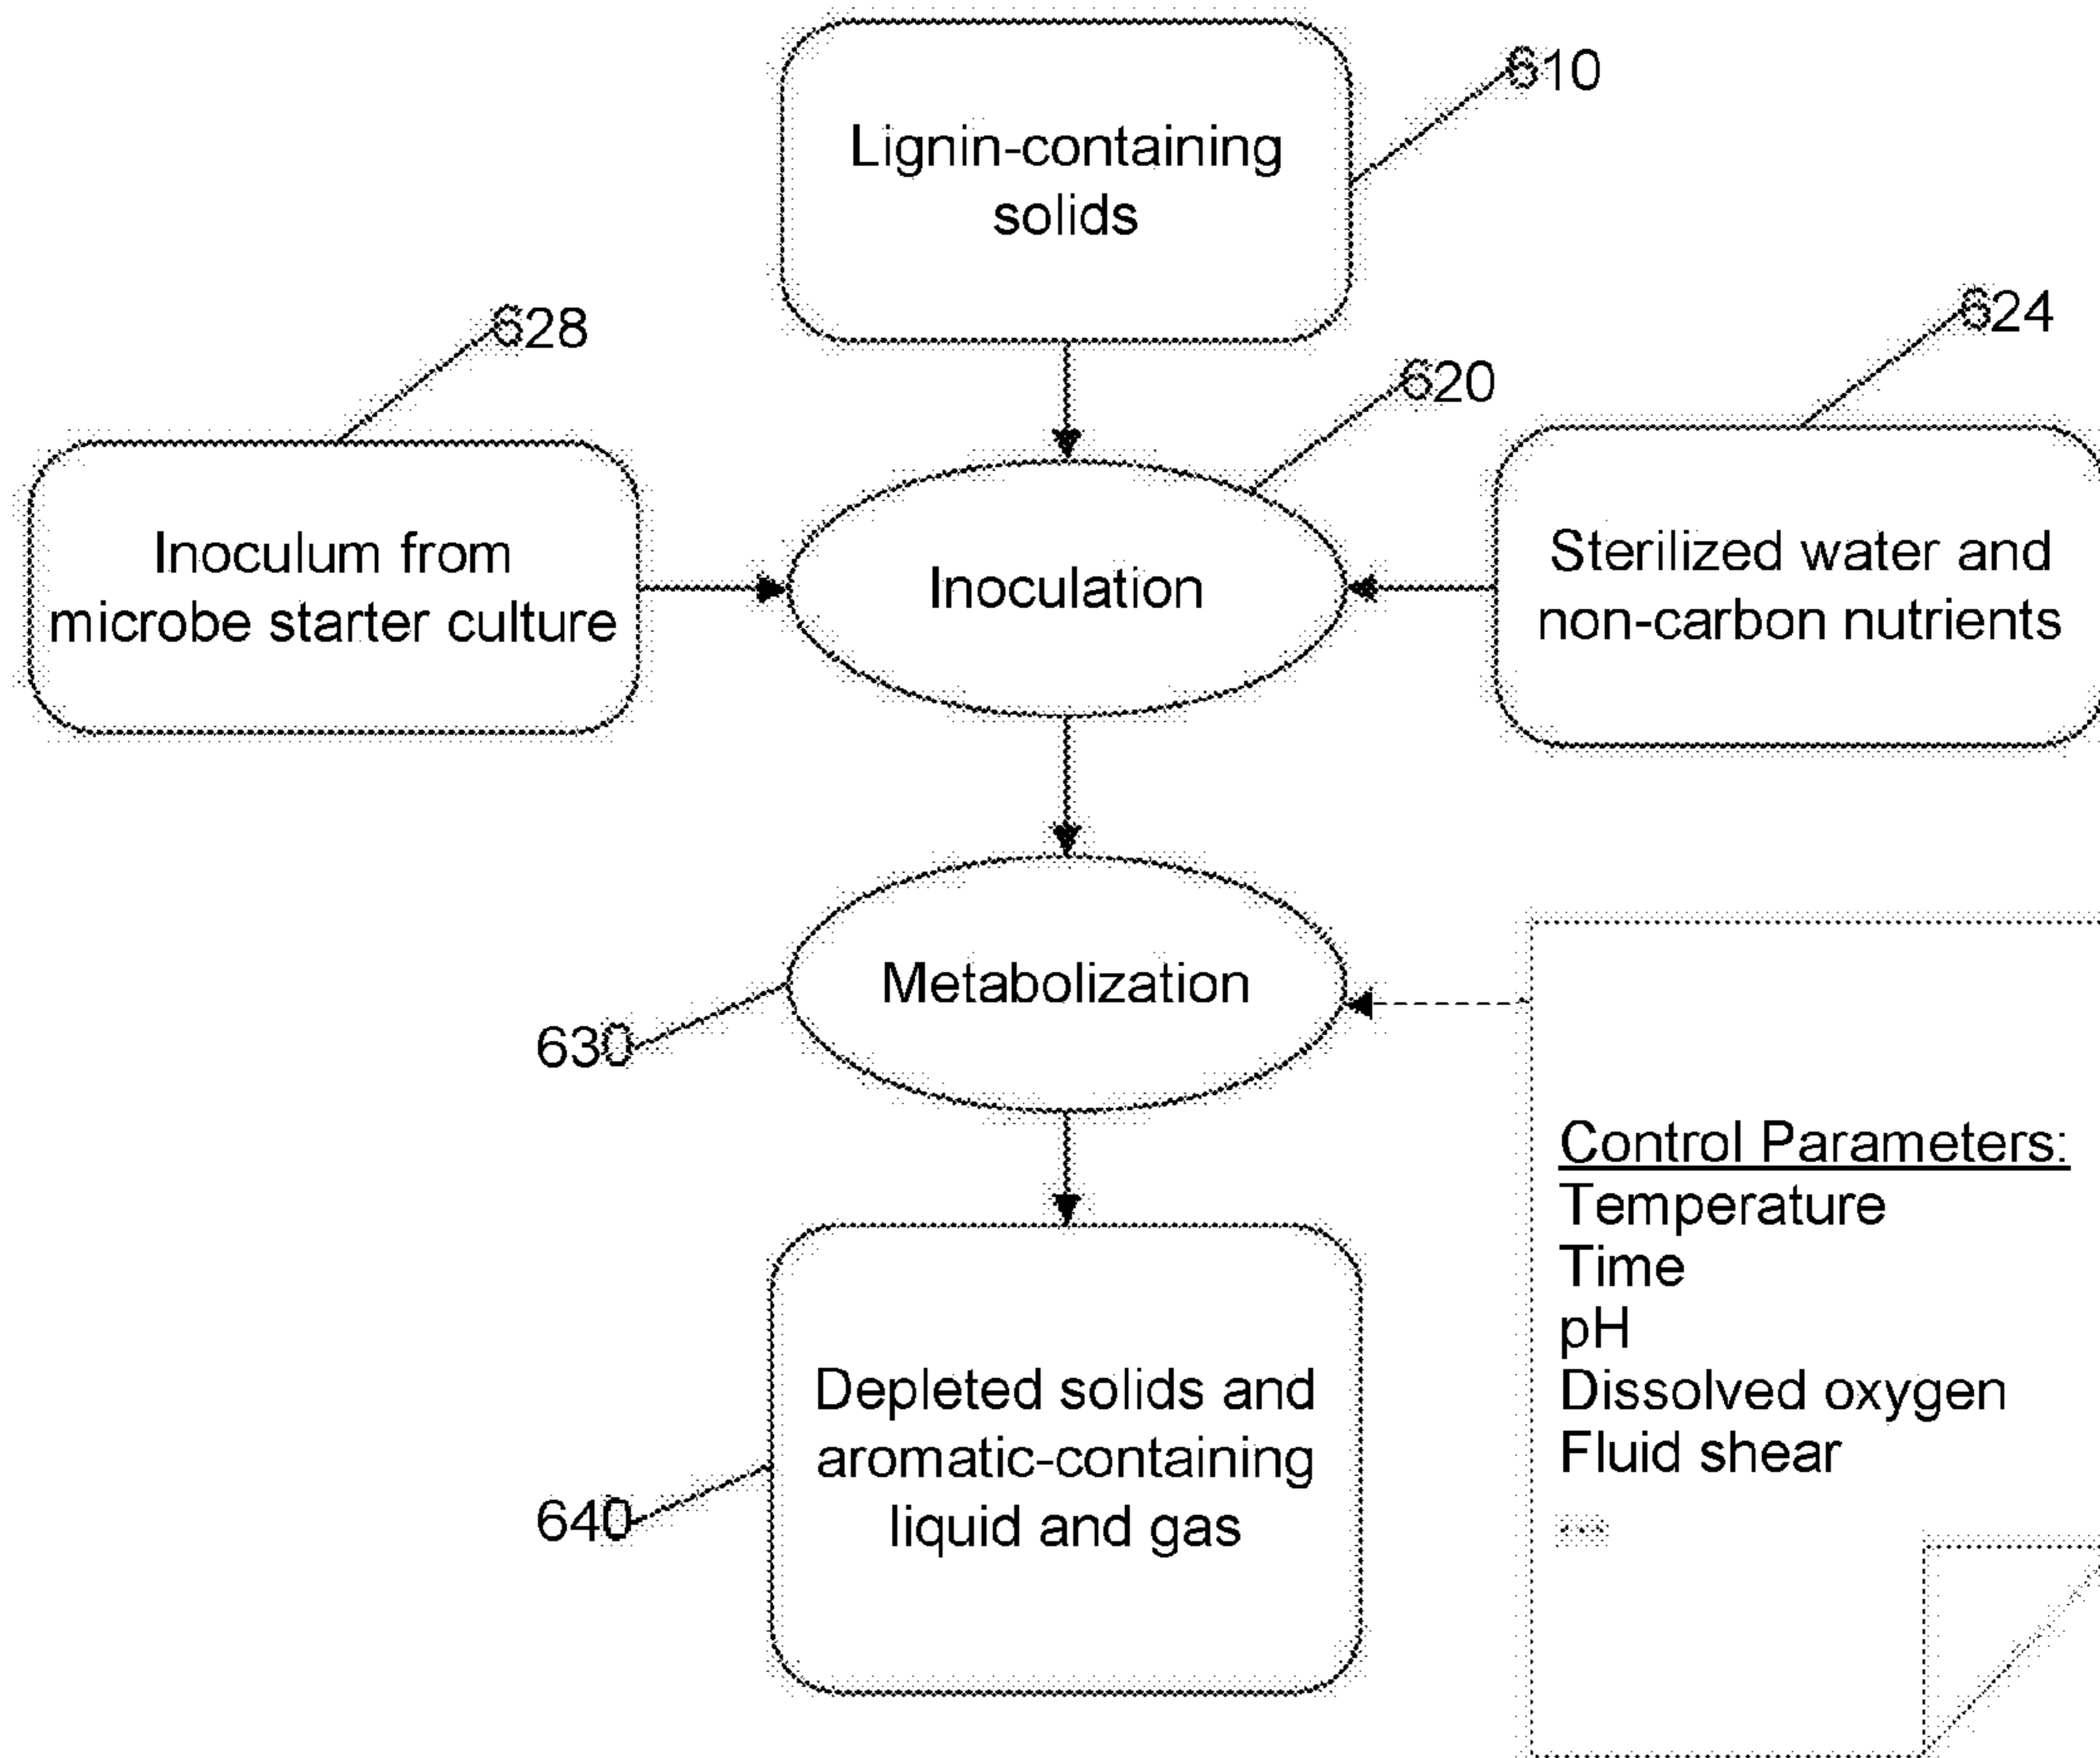 610
Lignin-containing
solids
628
624
620
Inoculum from
microbe starter culture
Inoculation
Sterilized water and
non-carbon nutrients
Metabolization
630
Control Parameters:
Temperature
Time
pH
Dissolved oxygen
Fluid shear
...
Depleted solids and
aromatic-containing
liquid and gas
640